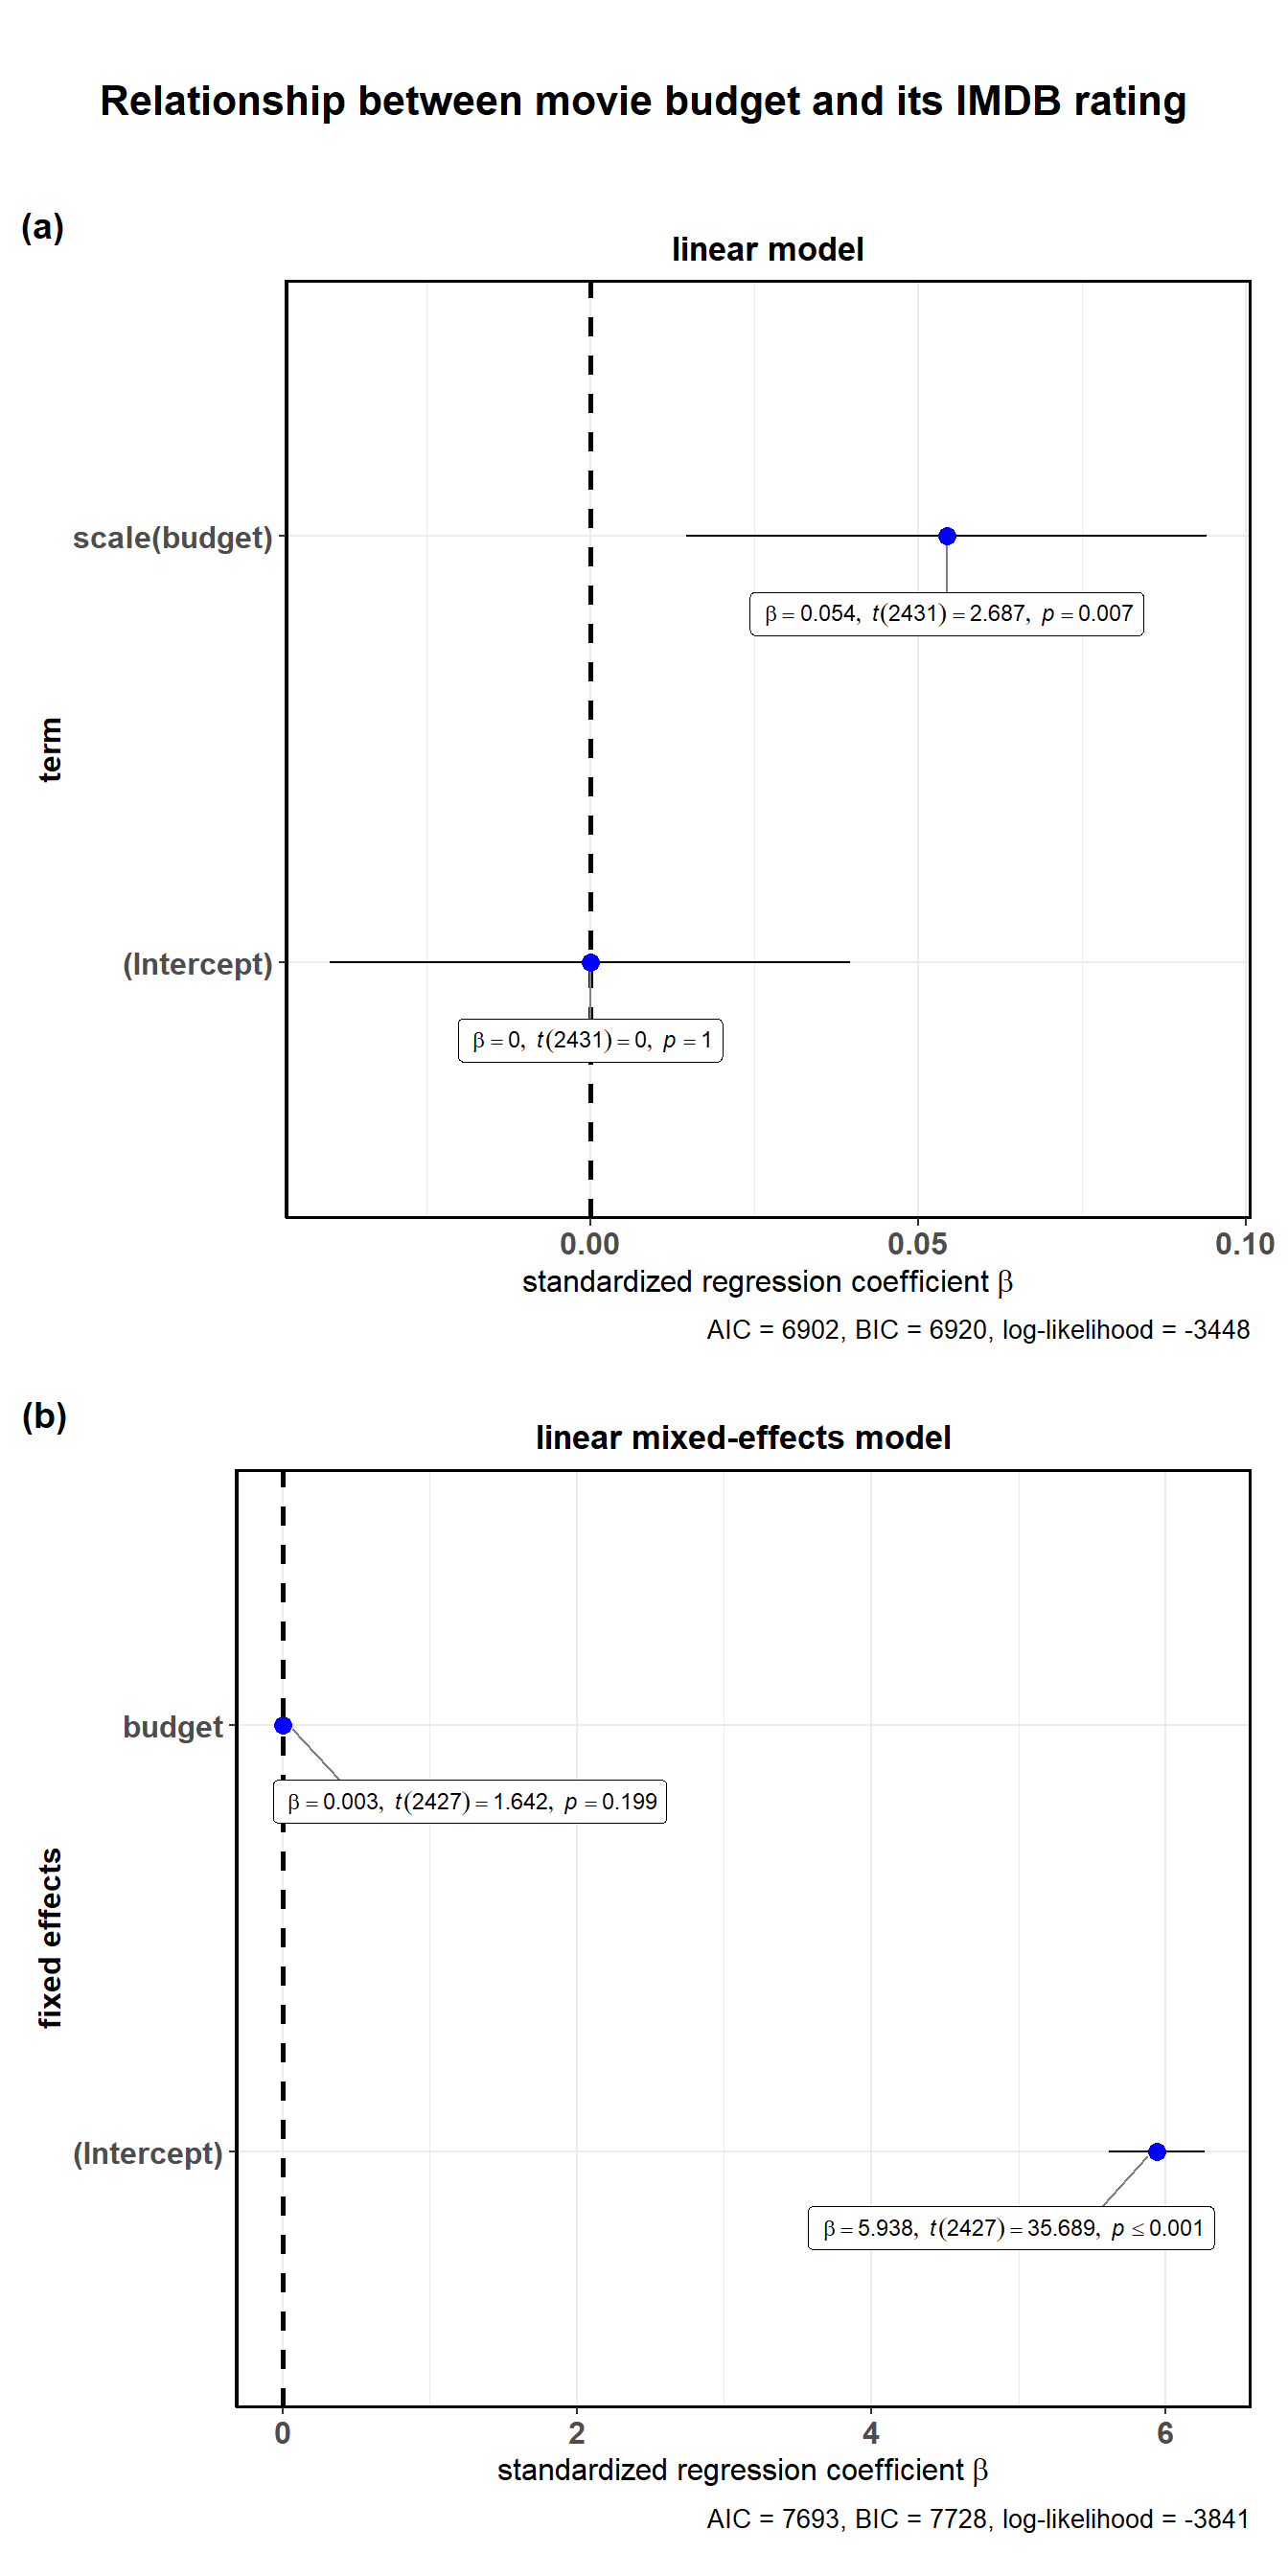 Relationship between movie budget and its IMDB rating
(a)
linear model
scale(budget)
β = 0.054, t(2431) = 2.687, p = 0.007
term
(Intercept)
β = 0, t(2431) = 0, p = 1
0.00 0.05 0.10
standardized regression coefficient β
AIC = 6902, BIC = 6920, log-likelihood = -3448
(b)
linear mixed-effects model
budget
β = 0.003, t(2427) = 1.642, p = 0.199
fixed effects
(Intercept)
β = 5.938, t(2427) = 35.689, p ≤ 0.001
0 2 4 6
standardized regression coefficient β
AIC = 7693, BIC = 7728, log-likelihood = -3841